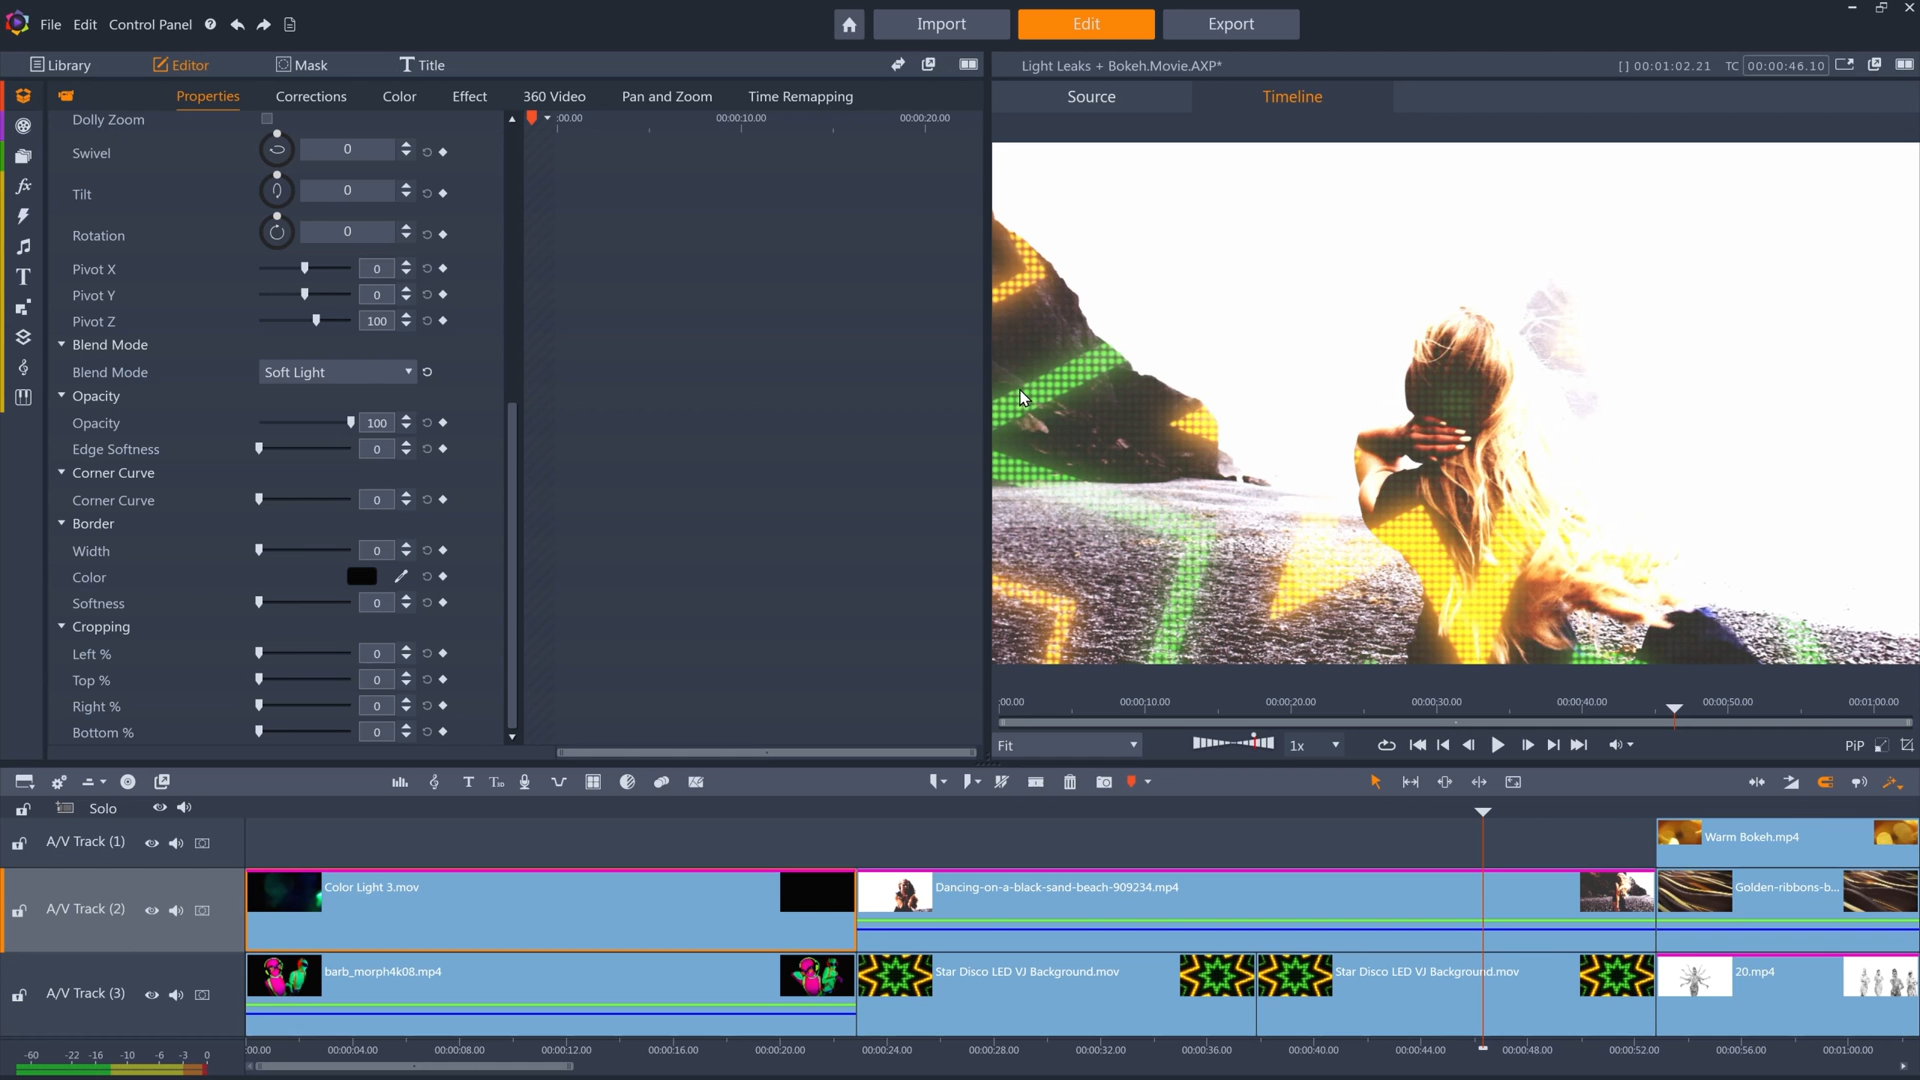 File Edit Control Panel
Import Edit Export
Library Editor Mask Title
Light Leaks + Bokeh.Movie.AXP*
[ ] 00:01:02.21 TC 00:00:46.10
Properties Corrections Color Effect 360 Video Pan and Zoom Time Remapping
Source Timeline
:00.00 00:00:10.00 00:00:20.00
Dolly Zoom
Swivel 0
Tilt 0
Rotation 0
Pivot X 0
Pivot Y 0
Pivot Z 100
Blend Mode
Blend Mode Soft Light
Opacity
Opacity 100
Edge Softness 0
Corner Curve
Corner Curve 0
Border
Width 0
Color
Softness 0
Cropping
Left % 0
Top % 0
Right % 0
Bottom % 0
:00.00 00:00:10.00 00:00:20.00 00:00:30.00 00:00:40.00 00:00:50.00 00:01:00.00
Fit 1x PiP
Solo
A/V Track (1)
Warm Bokeh.mp4
A/V Track (2)
Color Light 3.mov
Dancing-on-a-black-sand-beach-909234.mp4
Golden-ribbons-b...
A/V Track (3)
barb_morph4k08.mp4
Star Disco LED VJ Background.mov
Star Disco LED VJ Background.mov
20.mp4
-60 -22 -16 -10 -6 -3 0
:00.00 00:00:04.00 00:00:08.00 00:00:12.00 00:00:16.00 00:00:20.00 00:00:24.00 00:00:28.00 00:00:32.00 00:00:36.00 00:00:40.00 00:00:44.00 00:00:48.00 00:00:52.00 00:00:56.00 00:01:00.00